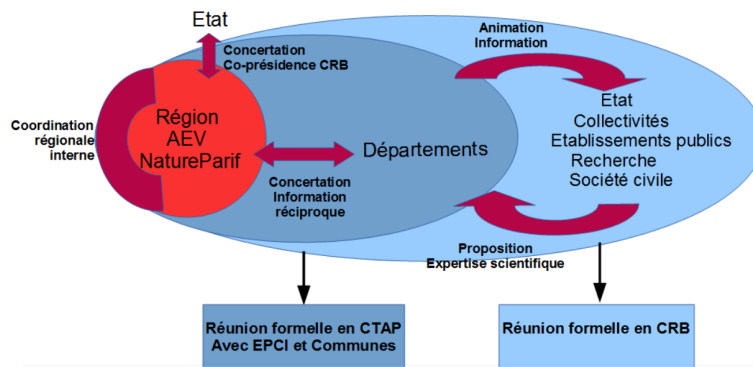 Etat
Concertation
Co-présidence CRB
Animation
Information
Coordination
régionale
interne
Région
AEV
NatureParif
Départements
Concertation
Information
réciproque
Etat
Collectivités
Etablissements publics
Recherche
Société civile
Proposition
Expertise scientifique
Réunion formelle en CTAP
Avec EPCI et Communes
Réunion formelle en CRB